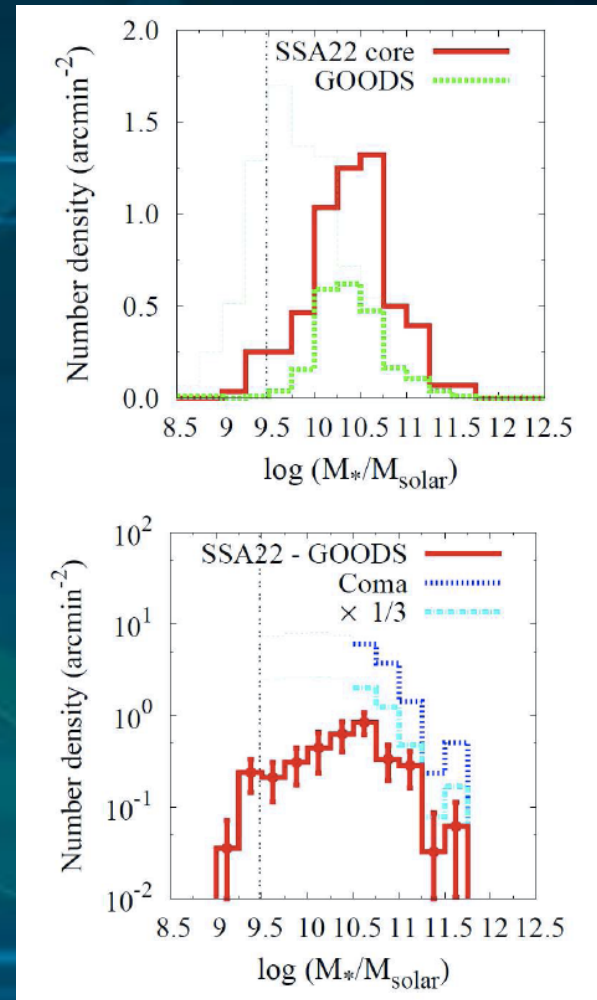 2.0
SSA22 core
GOODS
1.5
1.0
0.5
0.0
Number density (arcmin⁻²)
8.5 9 9.5 10 10.5 11 11.5 12 12.5
log (M*/Msolar)
10²
SSA22 - GOODS
Coma
× 1/3
10¹
10⁰
10⁻¹
10⁻²
Number density (arcmin⁻²)
8.5 9 9.5 10 10.5 11 11.5 12 12.5
log (M*/Msolar)